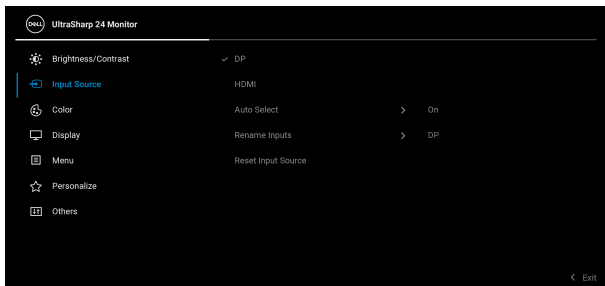 DELL UltraSharp 24 Monitor
Brightness/Contrast ✓ DP
Input Source HDMI
Color Auto Select > On
Display Rename Inputs > DP
Menu Reset Input Source
Personalize
Others
< Exit